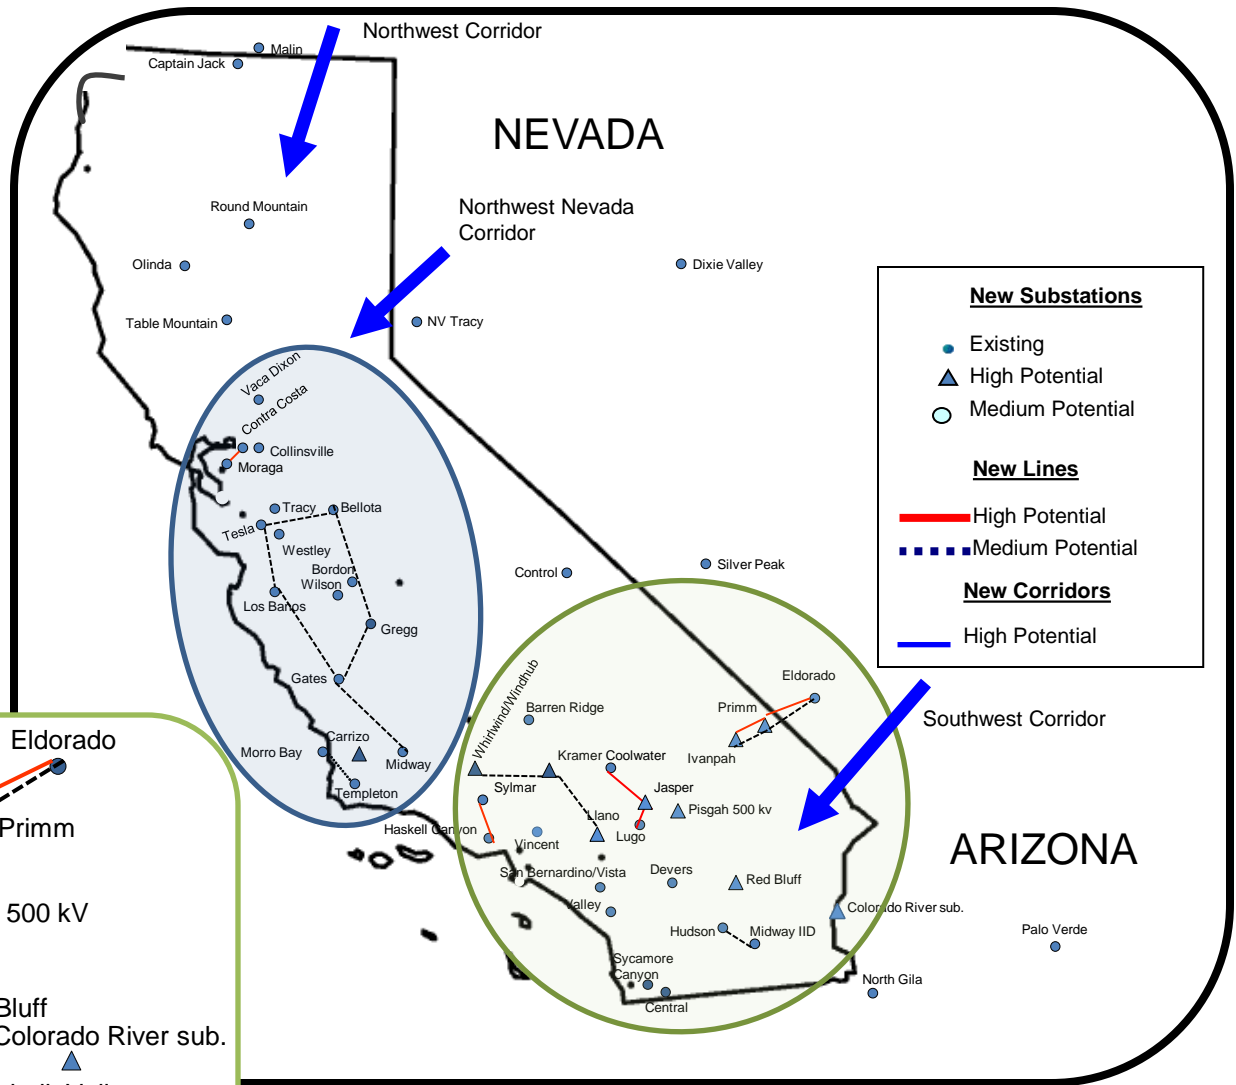 Northwest Corridor
Malin
Captain Jack
NEVADA
Round Mountain
Northwest Nevada
Corridor
Olinda
Dixie Valley
Table Mountain
NV Tracy
New Substations
Existing
High Potential
Medium Potential
New Lines
High Potential
Medium Potential
New Corridors
High Potential
Vaca Dixon
Contra Costa
Collinsville
Moraga
Tracy
Bellota
Tesla
Westley
Bordon
Wilson
Los Banos
Gregg
Gates
Control
Silver Peak
Carrizo
Morro Bay
Midway
Templeton
Whirlwind/Windhub
Barren Ridge
Eldorado
Primm
Ivanpah
Southwest Corridor
Kramer Coolwater
Sylmar
Jasper
Pisgah 500 kv
Llano
Lugo
Haskell Canyon
Vincent
ARIZONA
San Bernardino/Vista
Devers
Red Bluff
Valley
Colorado River sub.
Hudson
Midway IID
Palo Verde
Sycamore
Canyon
North Gila
Central
Eldorado
Primm
500 kV
Bluff
Colorado River sub.